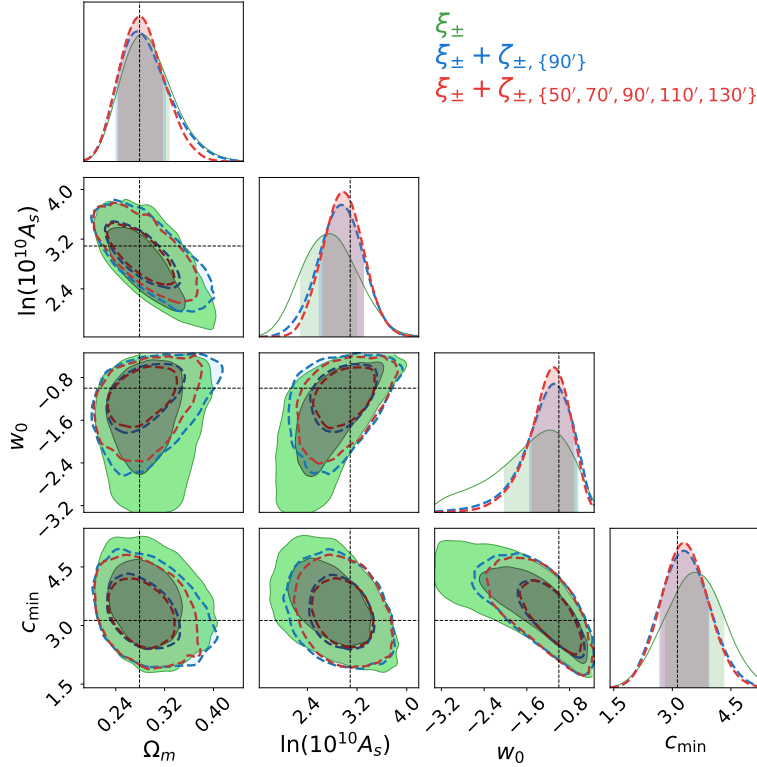 ξ±
ξ± + ζ±, {90′}
ξ± + ζ±, {50′, 70′, 90′, 110′, 130′}
4.0
3.2
2.4
ln(10¹⁰Aₛ)
−0.8
−1.6
−2.4
−3.2
w₀
4.5
3.0
1.5
c_min
0.24 0.32 0.40
2.4 3.2 4.0
−3.2 −2.4 −1.6 −0.8
1.5 3.0 4.5
Ωₘ ln(10¹⁰Aₛ) w₀ c_min